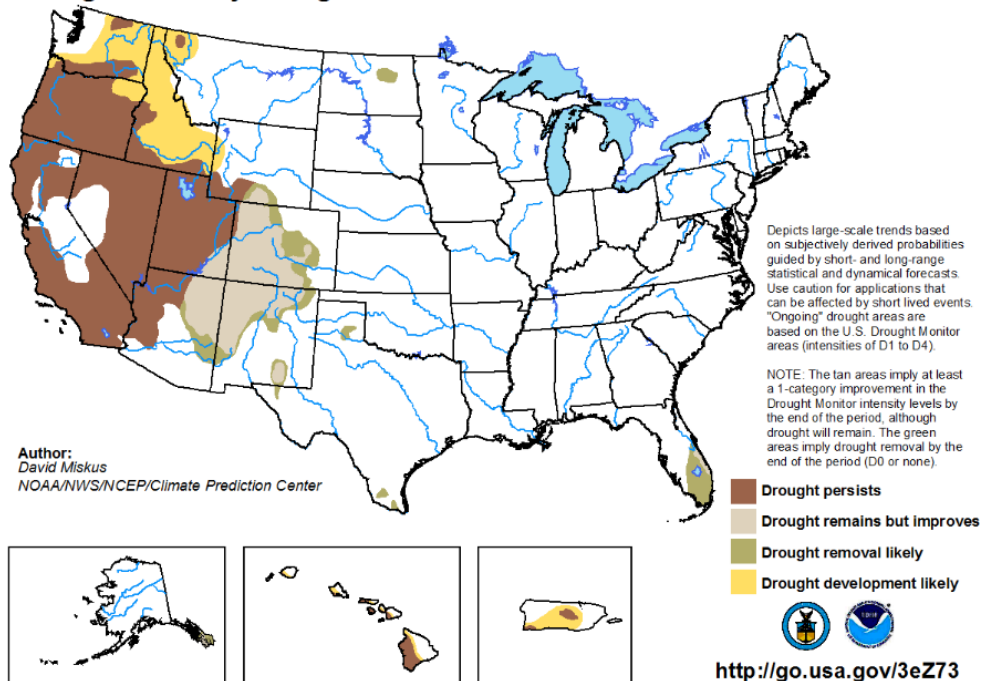 Depicts large-scale trends based
on subjectively derived probabilities
guided by short- and long-range
statistical and dynamical forecasts.
Use caution for applications that
can be affected by short lived events.
"Ongoing" drought areas are
based on the U.S. Drought Monitor
areas (intensities of D1 to D4).
NOTE: The tan areas imply at least
a 1-category improvement in the
Drought Monitor intensity levels by
the end of the period, although
drought will remain. The green
areas imply drought removal by the
end of the period (D0 or none).
Author:
David Miskus
NOAA/NWS/NCEP/Climate Prediction Center
Drought persists
Drought remains but improves
Drought removal likely
Drought development likely
http://go.usa.gov/3eZ73